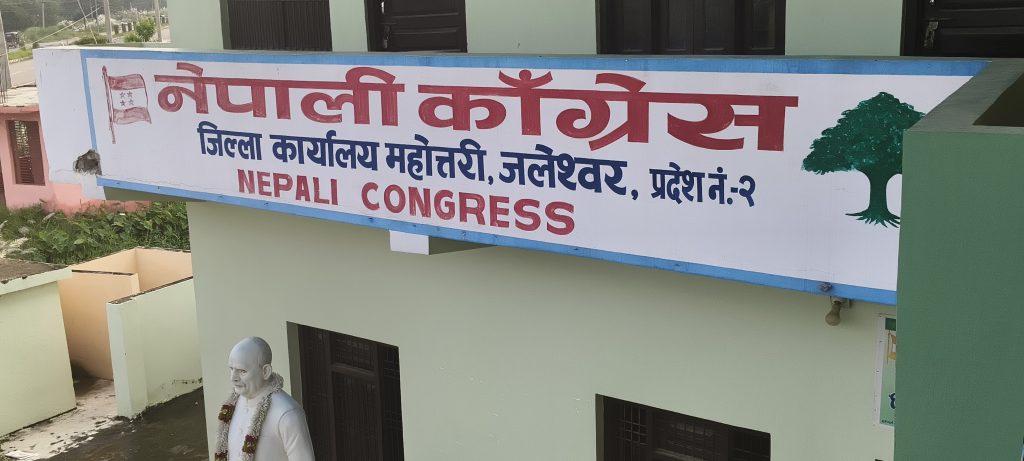 नेपाली काँग्रेस
जिल्ला कार्यालय महोत्तरी, जलेश्वर, प्रदेश नं.-२
NEPALI CONGRESS